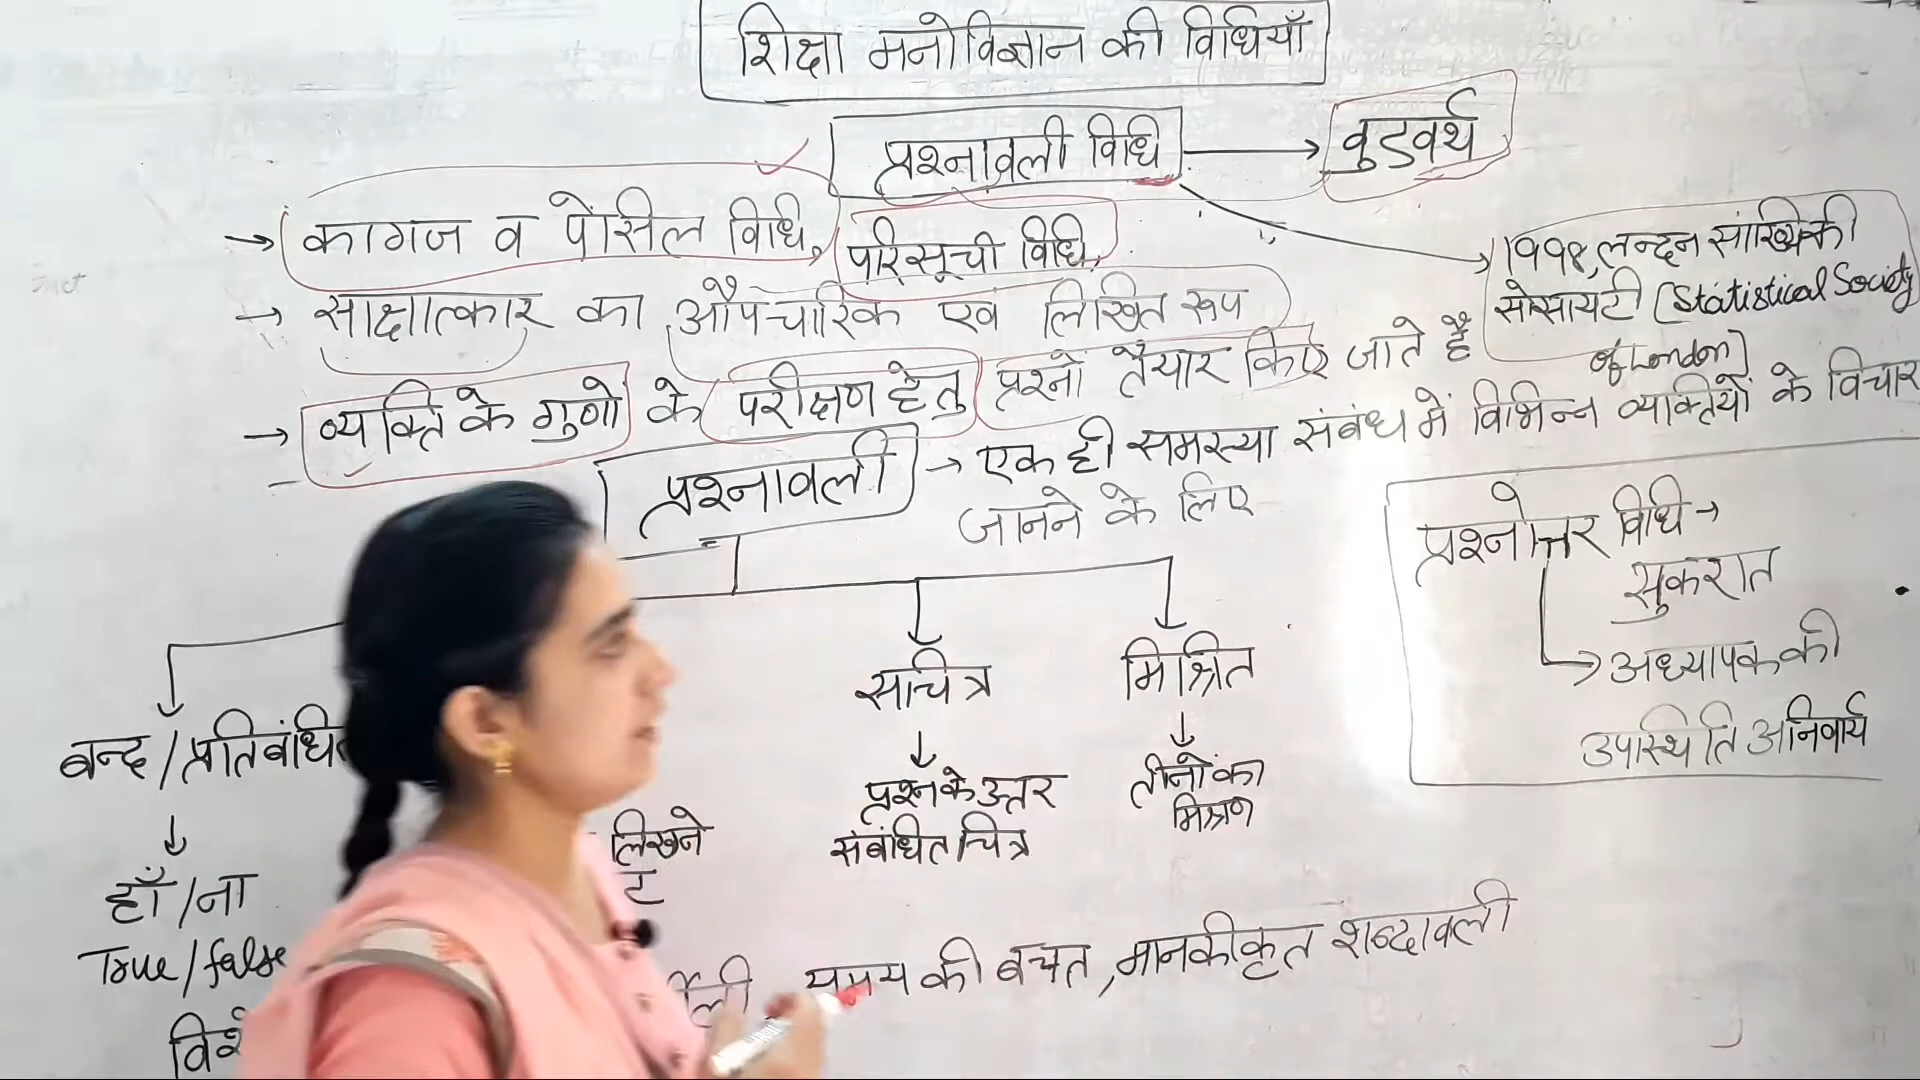 शिक्षा मनोविज्ञान की विधियाँ
प्रश्नावली विधि → वुडवर्थ
→ कागज व पेंसिल विधि, परिसूची विधि,
→ साक्षात्कार का औपचारिक एवं लिखित रूप
→ व्यक्ति के गुणों के परीक्षण हेतु प्रश्नों तैयार किए जाते हैं
लन्दन सांख्यिकी
सोसायटी [Statistical Society
of London]
प्रश्नावली → एक ही समस्या संबंध में विभिन्न व्यक्तियों के विचार
जानने के लिए
प्रश्नोत्तर विधि →
सुकरात
→ अध्यापक की
उपस्थिति अनिवार्य
बन्द/प्रतिबंधित
↓
हाँ/ना
True/false
लिखने
सचित्र
↓
प्रश्न के उत्तर
संबंधित चित्र
मिश्रित
↓
तीनों का
मिश्रण
समय की बचत, मानकीकृत शब्दावली